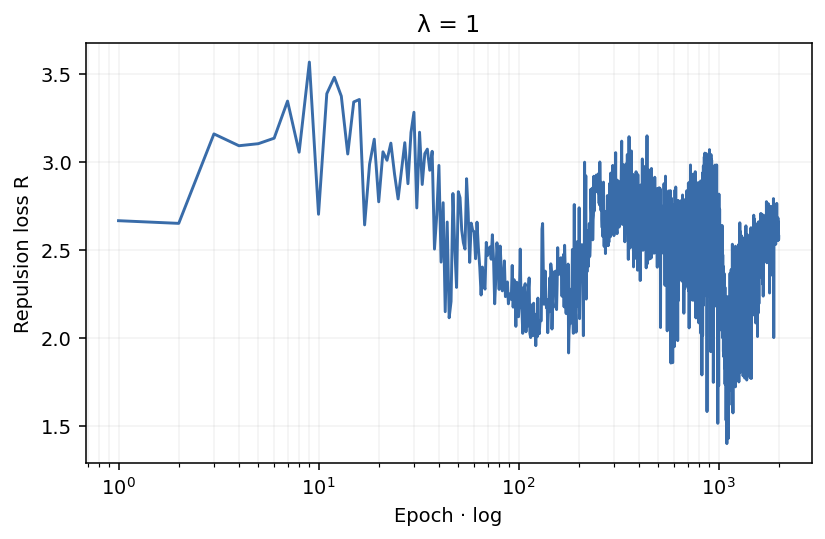 λ = 1
Repulsion loss R
3.5
3.0
2.5
2.0
1.5
10⁰ 10¹ 10² 10³
Epoch · log